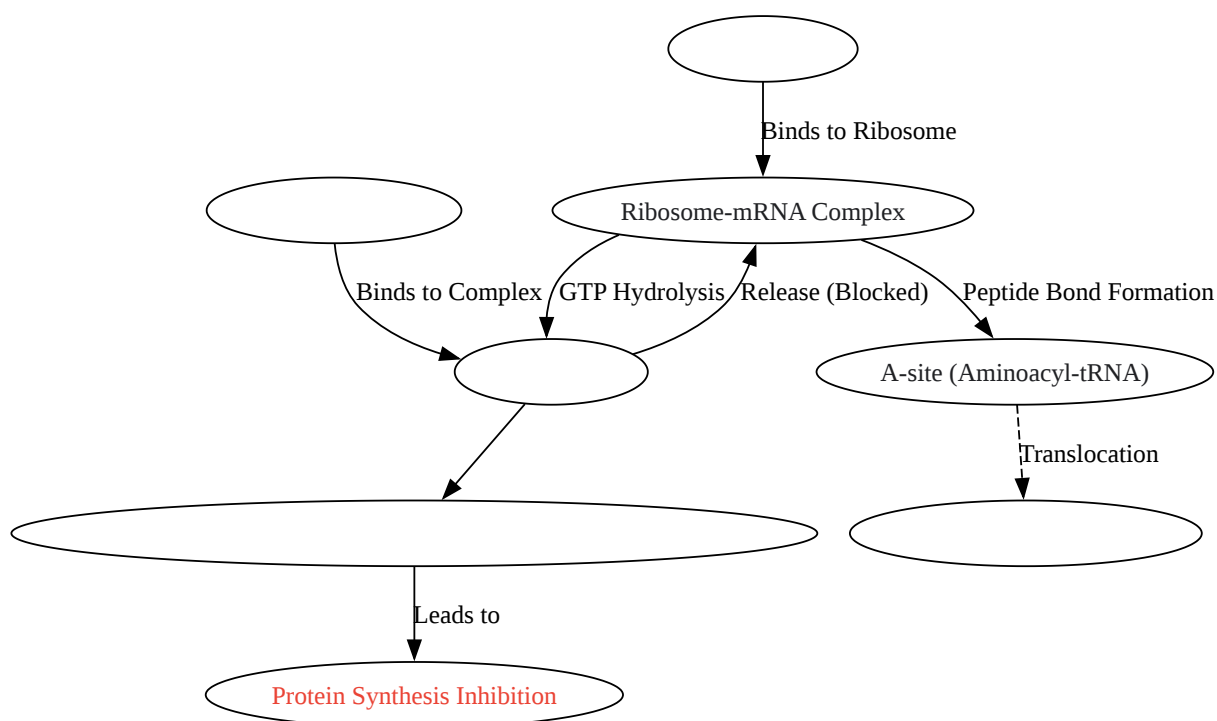 Binds to Ribosome
Ribosome-mRNA Complex
Binds to Complex
GTP Hydrolysis
Release (Blocked)
Peptide Bond Formation
A-site (Aminoacyl-tRNA)
Translocation
Leads to
Protein Synthesis Inhibition